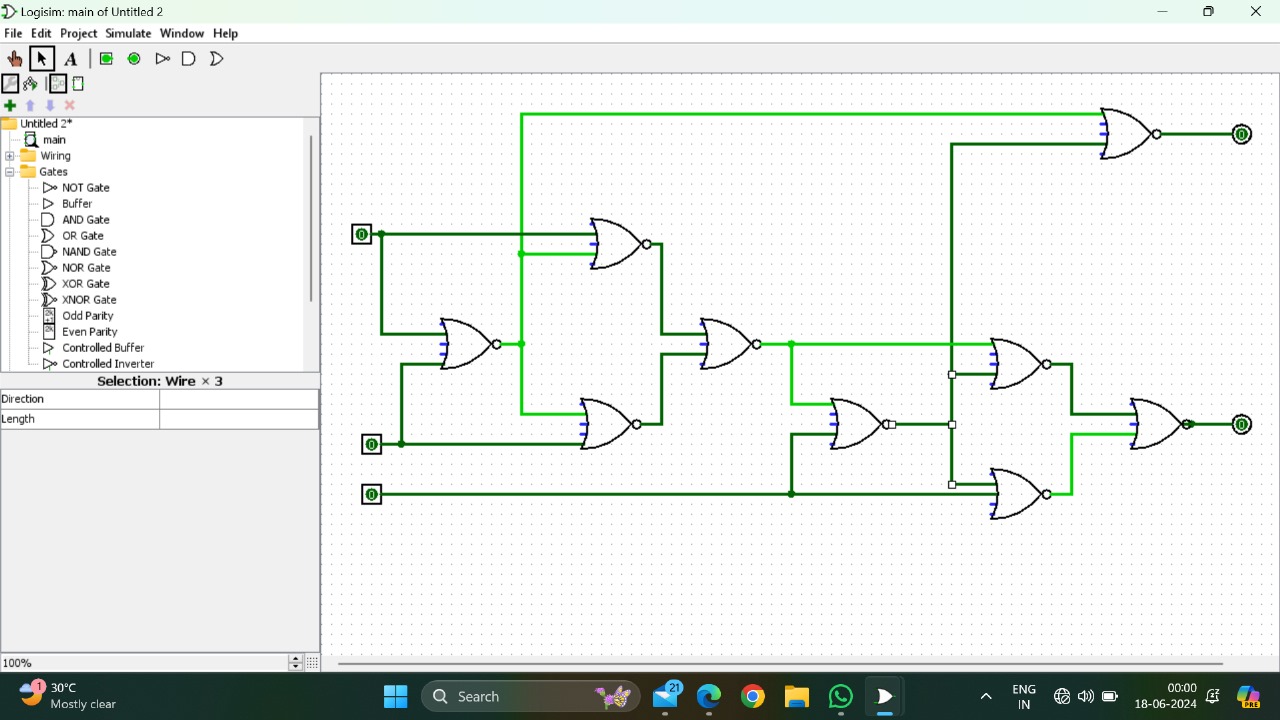 Logisim: main of Untitled 2
File Edit Project Simulate Window Help
A
Untitled 2*
main
Wiring
Gates
NOT Gate
Buffer
AND Gate
OR Gate
NAND Gate
NOR Gate
XOR Gate
XNOR Gate
Odd Parity
Even Parity
Controlled Buffer
Controlled Inverter
Selection: Wire × 3
Direction
Length
0
0
0
0
0
100%
1
30°C
Mostly clear
Search
21
ENG
IN
00:00
18-06-2024
PRE